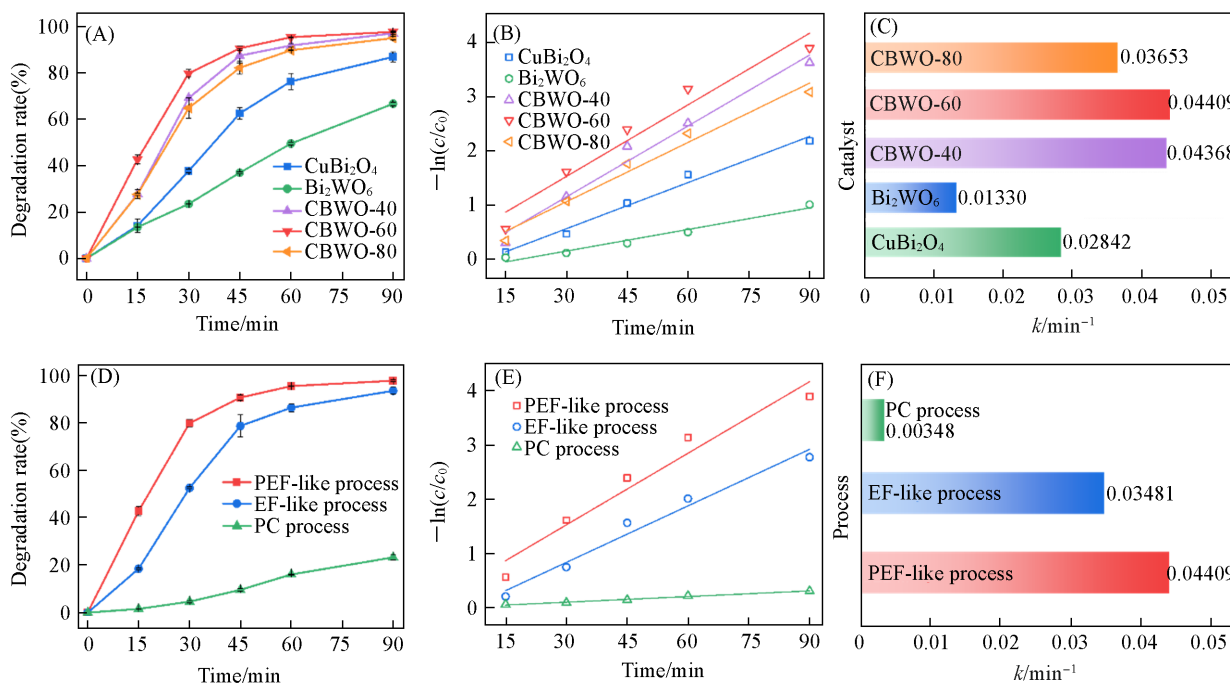 (A)
Degradation rate(%)
100
80
60
40
20
0
CuBi₂O₄
Bi₂WO₆
CBWO-40
CBWO-60
CBWO-80
0 15 30 45 60 75 90
Time/min
(B)
−ln(c/c₀)
−4
3
2
1
0
CuBi₂O₄
Bi₂WO₆
CBWO-40
CBWO-60
CBWO-80
15 30 45 60 75 90
Time/min
(C)
Catalyst
CBWO-80 0.03653
CBWO-60 0.04409
CBWO-40 0.04368
Bi₂WO₆ 0.01330
CuBi₂O₄ 0.02842
0 0.01 0.02 0.03 0.04 0.05
k/min⁻¹
(D)
Degradation rate(%)
100
80
60
40
20
0
PEF-like process
EF-like process
PC process
0 15 30 45 60 75 90
Time/min
(E)
−ln(c/c₀)
−4
3
2
1
0
PEF-like process
EF-like process
PC process
15 30 45 60 75 90
Time/min
(F)
Process
PC process
0.00348
EF-like process 0.03481
PEF-like process 0.04409
0 0.01 0.02 0.03 0.04 0.05
k/min⁻¹